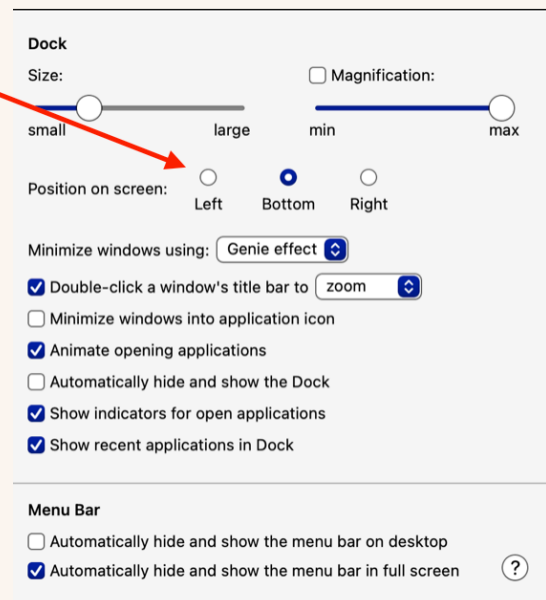 Dock
Size:
Magnification:
small large min max
Position on screen:
Left Bottom Right
Minimize windows using: Genie effect
Double-click a window's title bar to zoom
Minimize windows into application icon
Animate opening applications
Automatically hide and show the Dock
Show indicators for open applications
Show recent applications in Dock
Menu Bar
Automatically hide and show the menu bar on desktop
Automatically hide and show the menu bar in full screen ?